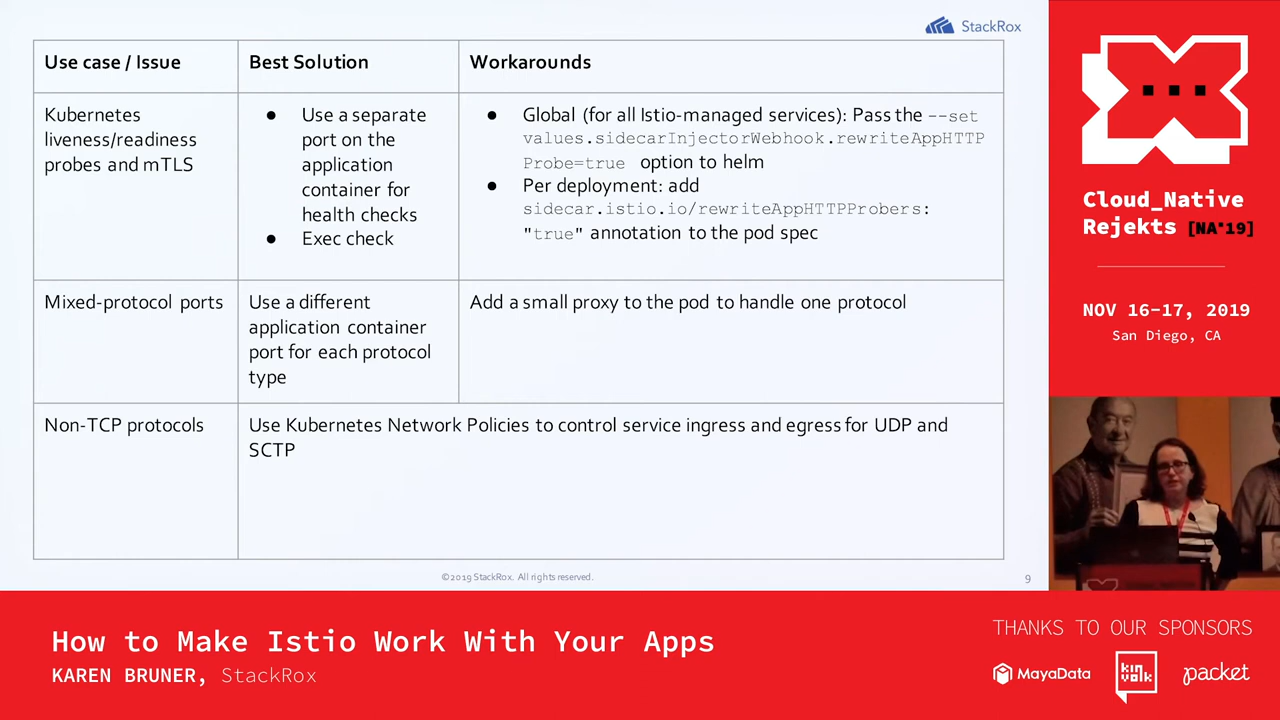 StackRox
Use case / Issue
Best Solution
Workarounds
Kubernetes
liveness/readiness
probes and mTLS
● Use a separate
port on the
application
container for
health checks
● Exec check
● Global (for all Istio-managed services): Pass the --set
values.sidecarInjectorWebhook.rewriteAppHTTP
Probe=true option to helm
● Per deployment: add
sidecar.istio.io/rewriteAppHTTPProbers:
"true" annotation to the pod spec
Mixed-protocol ports
Use a different
application container
port for each protocol
type
Add a small proxy to the pod to handle one protocol
Non-TCP protocols
Use Kubernetes Network Policies to control service ingress and egress for UDP and
SCTP
©2019 StackRox. All rights reserved.
9
Cloud_Native
Rejekts [NA'19]
NOV 16-17, 2019
San Diego, CA
How to Make Istio Work With Your Apps
KAREN BRUNER, StackRox
THANKS TO OUR SPONSORS
MayaData
kinvolk
packet